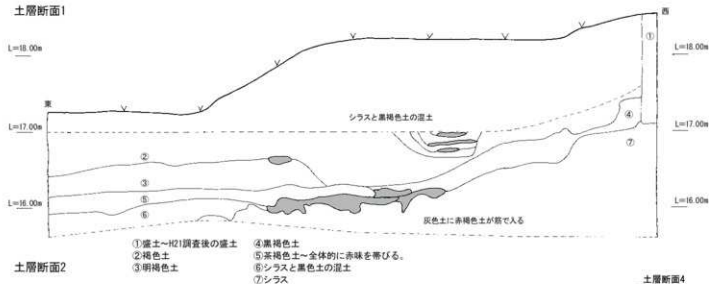 土層断面1
西
①
L=18.00m
L=18.00m
東
シラスと黒褐色土の混土
④
L=17.00m
L=17.00m
⑦
②
③
⑤
L=16.00m
L=16.00m
⑥
灰色土に赤褐色土が筋で入る
①盛土～H21調査後の盛土 ④黒褐色土
②褐色土 ⑤茶褐色土～全体的に赤味を帯びる。
③明褐色土 ⑥シラスと黒色土の混土
⑦シラス
土層断面2
土層断面4